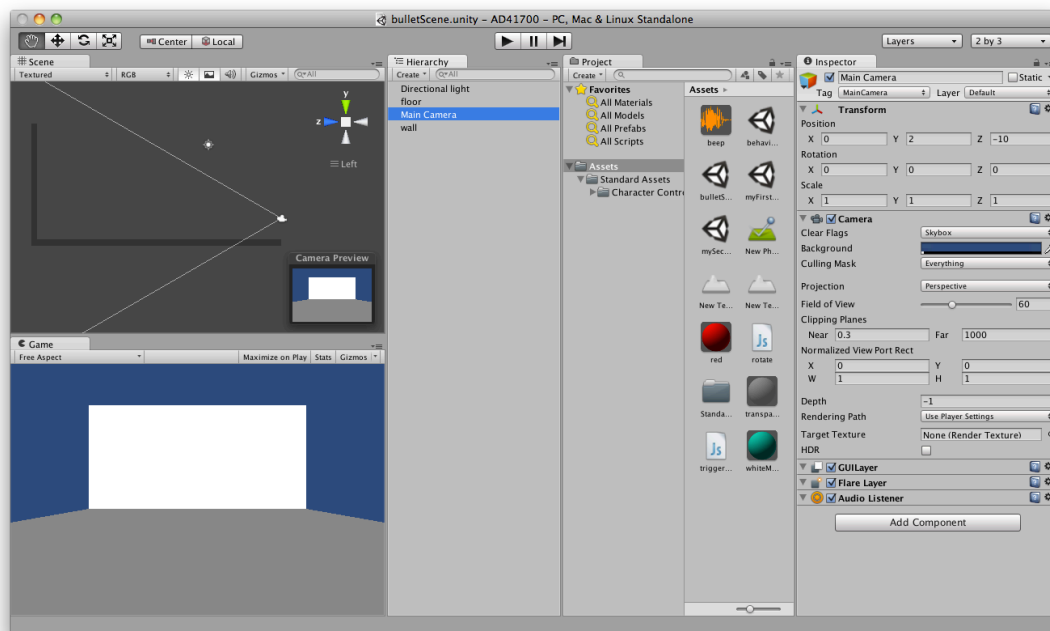 bulletScene.unity – AD41700 – PC, Mac & Linux Standalone
Center Local Layers 2 by 3
Scene
Textured RGB Gizmos All
y
z
Left
Camera Preview
Game
Free Aspect Maximize on Play Stats Gizmos
Hierarchy
Create All
Directional light
floor
Main Camera
wall
Project
Create
Favorites
All Materials
All Models
All Prefabs
All Scripts
Assets
Standard Assets
Character Contr
Assets
beep behavi...
bulletS... myFirst...
mySec... New Ph...
New Te... New Te...
Js
red rotate
Standa... transpa...
Js
trigger... whiteM...
Inspector
Main Camera Static
Tag MainCamera Layer Default
Transform
Position
X 0 Y 2 Z -10
Rotation
X 0 Y 0 Z 0
Scale
X 1 Y 1 Z 1
Camera
Clear Flags Skybox
Background
Culling Mask Everything
Projection Perspective
Field of View 60
Clipping Planes
Near 0.3 Far 1000
Normalized View Port Rect
X 0 Y 0
W 1 H 1
Depth -1
Rendering Path Use Player Settings
Target Texture None (Render Texture)
HDR
GUILayer
Flare Layer
Audio Listener
Add Component